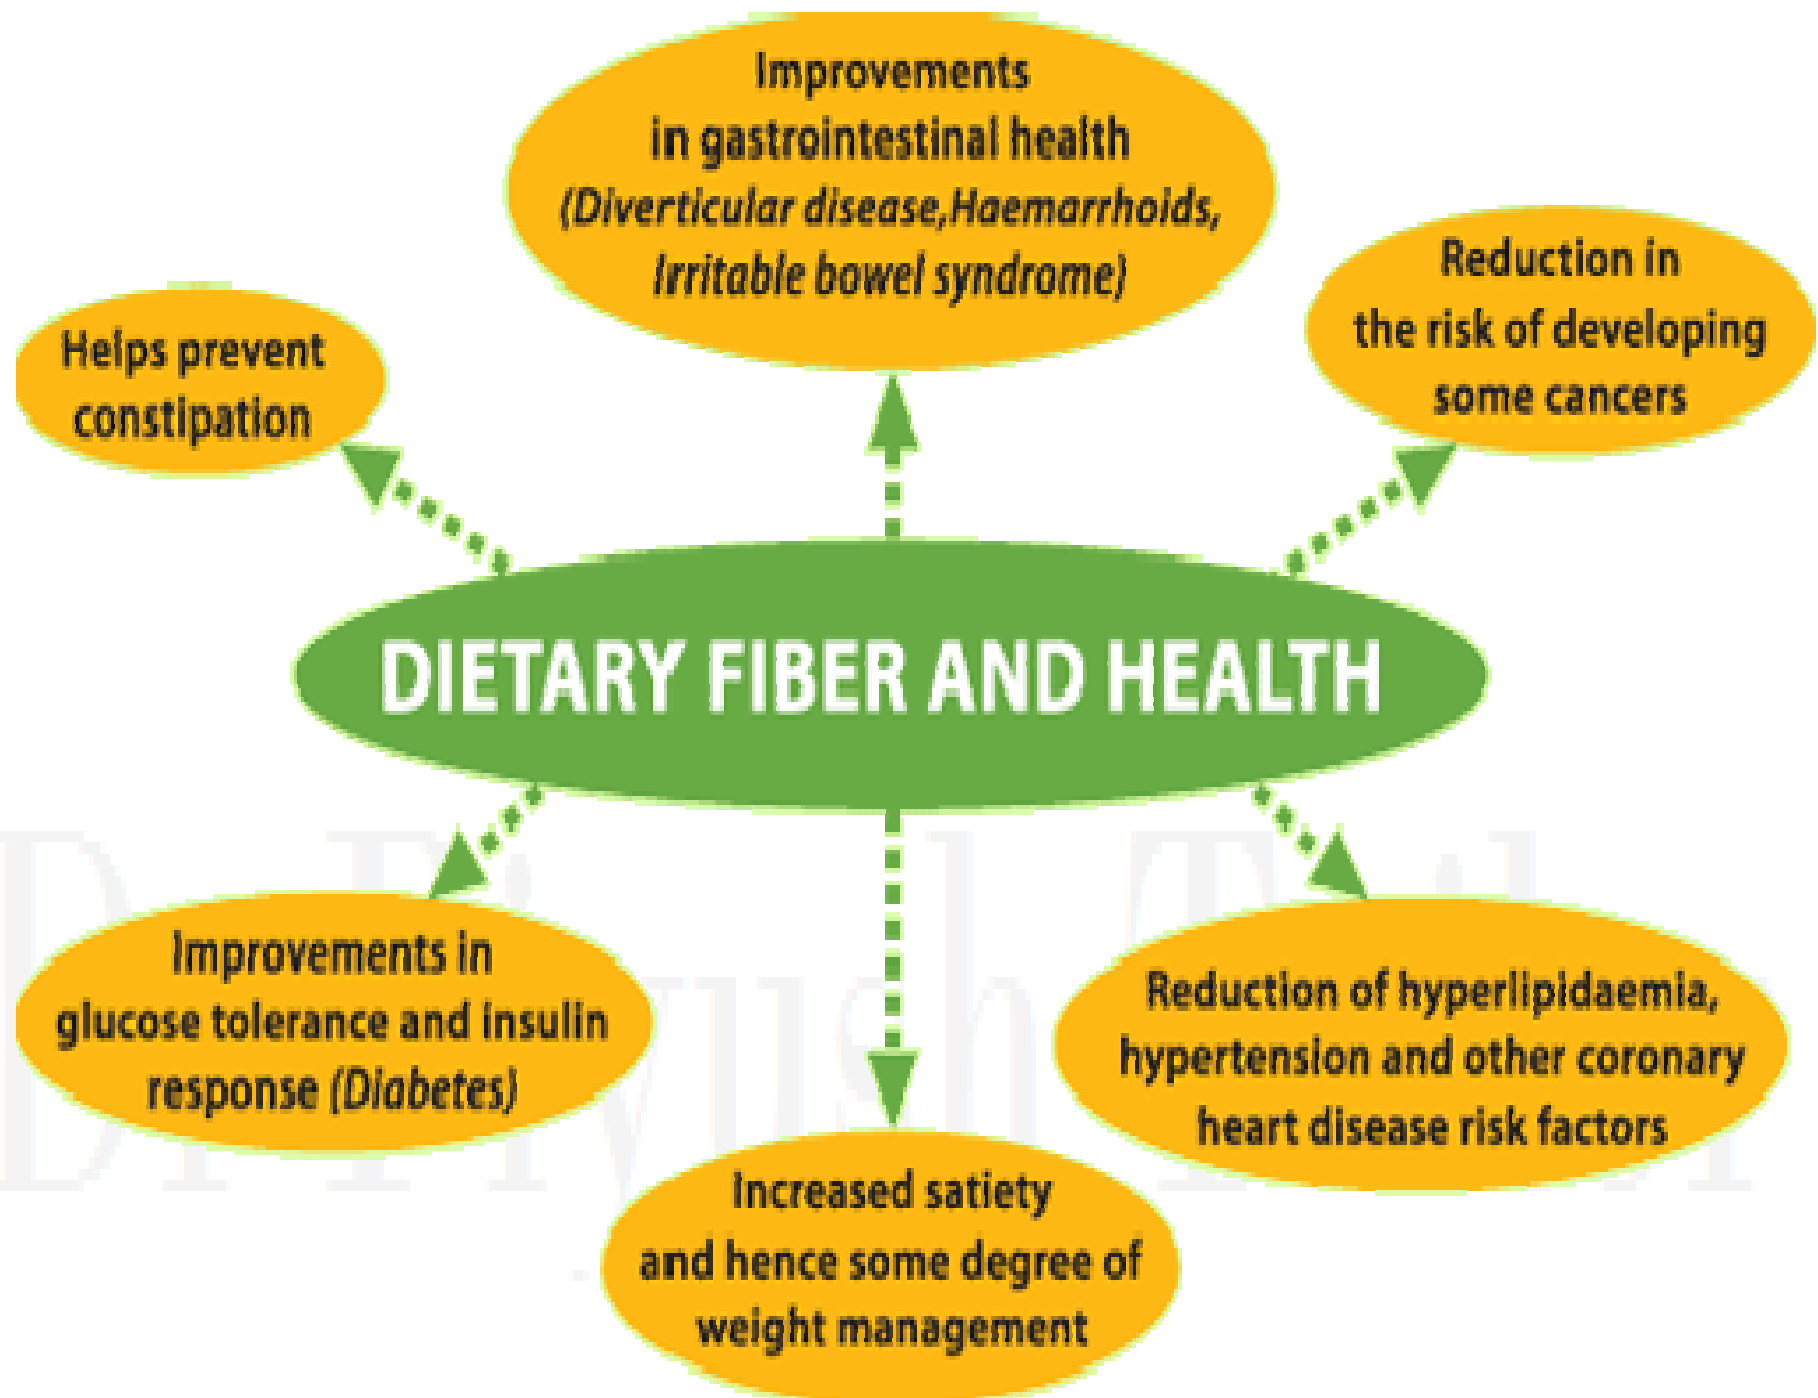 Improvements
in gastrointestinal health
(Diverticular disease,Haemarrhoids,
Irritable bowel syndrome)
Reduction in
the risk of developing
some cancers
Helps prevent
constipation
DIETARY FIBER AND HEALTH
Improvements in
glucose tolerance and insulin
response (Diabetes)
Reduction of hyperlipidaemia,
hypertension and other coronary
heart disease risk factors
Increased satiety
and hence some degree of
weight management